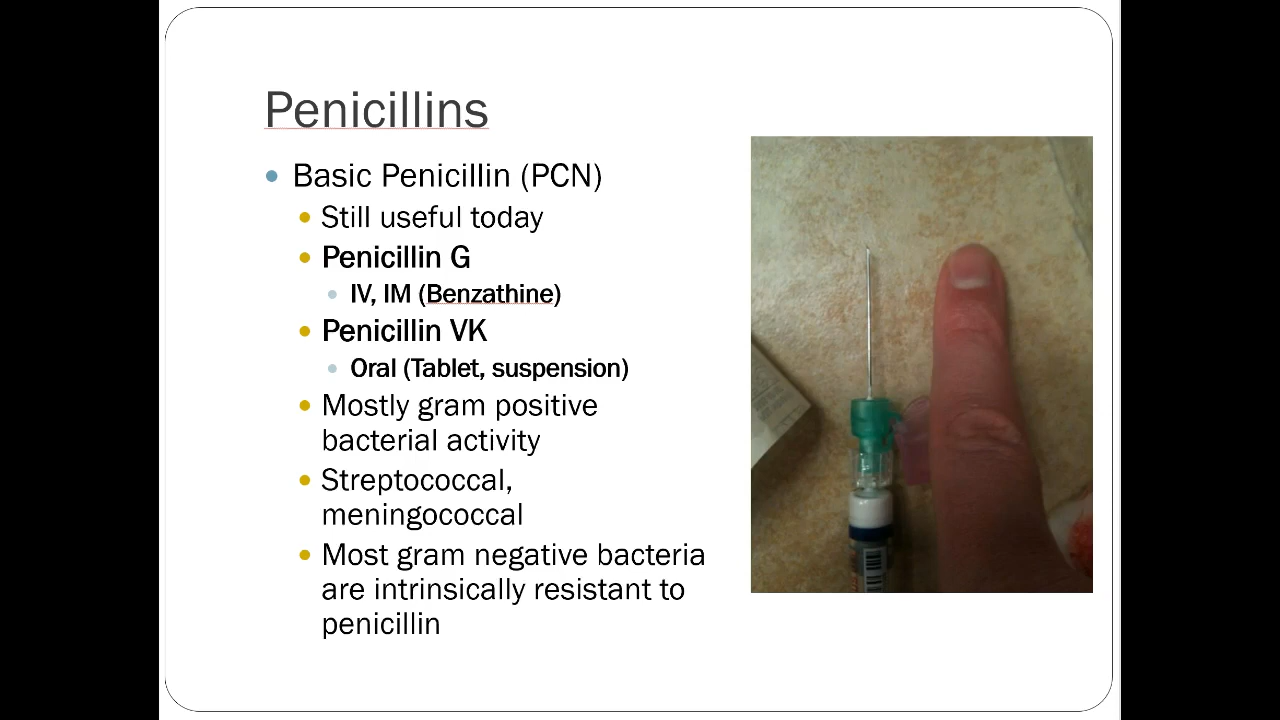 Penicillins
Basic Penicillin (PCN)
Still useful today
Penicillin G
IV, IM (Benzathine)
Penicillin VK
Oral (Tablet, suspension)
Mostly gram positive
bacterial activity
Streptococcal,
meningococcal
Most gram negative bacteria
are intrinsically resistant to
penicillin